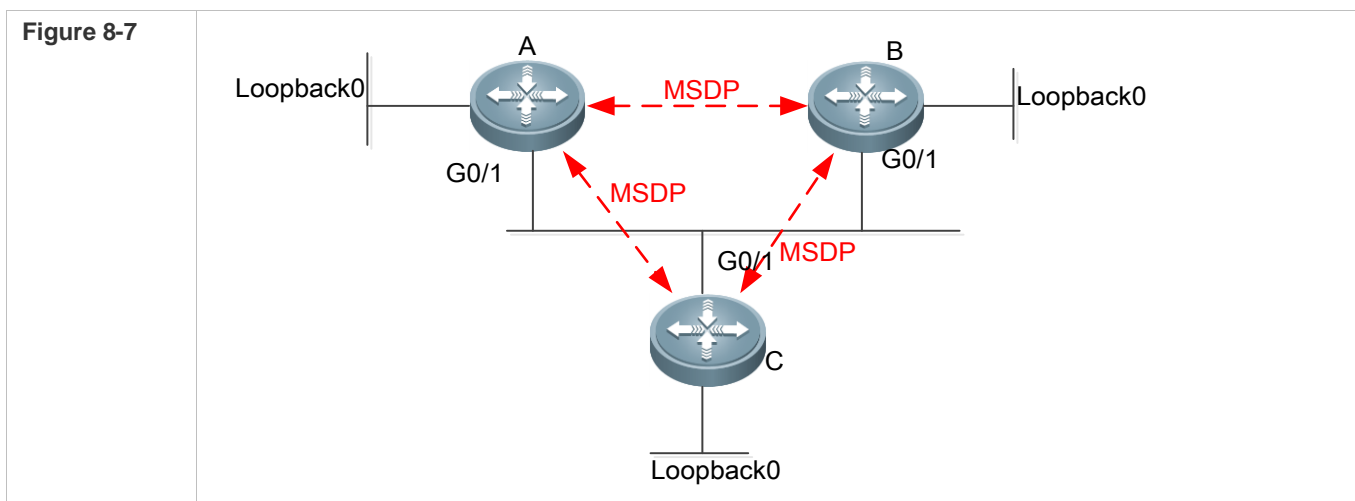 Figure 8-7
A
B
Loopback0
MSDP
Loopback0
G0/1
G0/1
MSDP
G0/1
MSDP
C
Loopback0